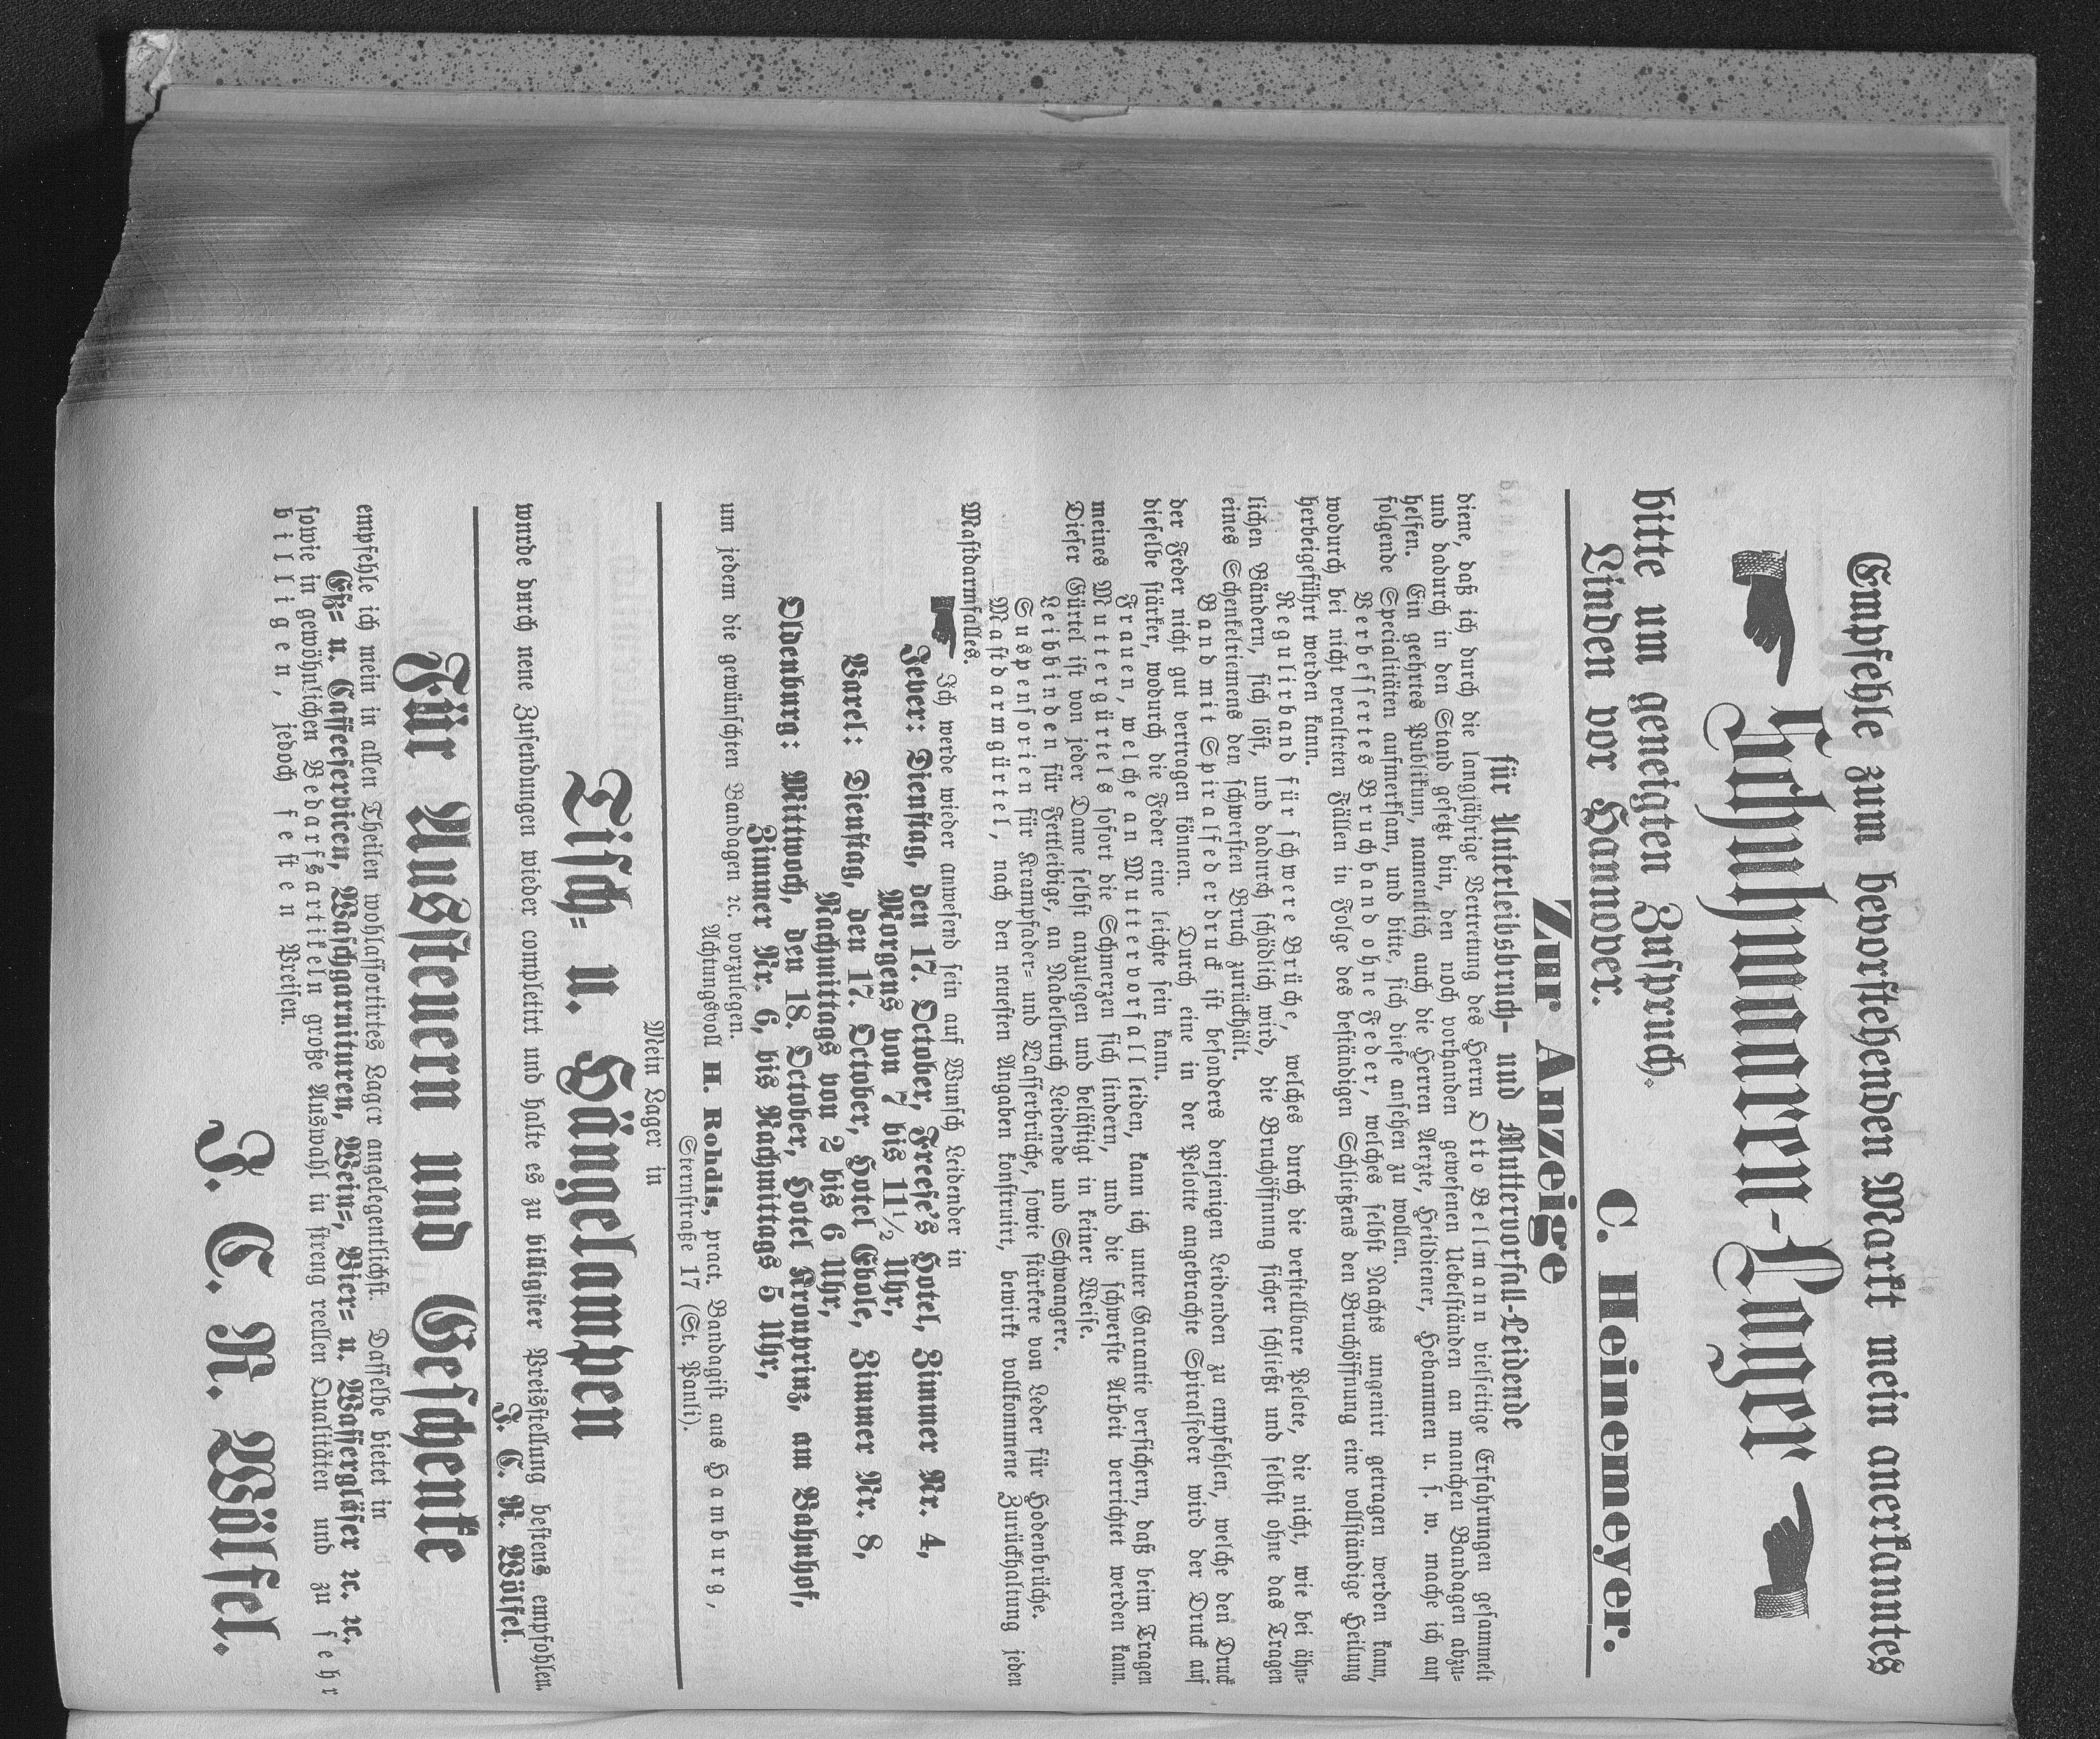 Empfehle zum bevorstehenden Markt mein anerkanntes
Schuhwaaren-Lager
bitte um geneigten Zuspruch.
Linden vor Hannover. C. Heinemeyer.
Zur Anzeige
für Unterleibsbruch- und Muttervorfall-Leidende
diene, daß ich durch die langjährige Vertretung des Herrn Otto Bellmann vielseitige Erfahrungen gesammelt
und dadurch in den Stand gesetzt bin, den noch vorhanden gewesenen Uebelständen an manchen Bandagen abzu-
helfen. Ein geehrtes Publikum, namentlich auch die Herren Aerzte, Heildiener, Hebammen u. s. w. mache ich auf
folgende Specialitäten aufmerksam, und bitte, sich diese ansehen zu wollen.
Verbessertes Bruchband ohne Feder, welches selbst Nachts ungenirt getragen werden kann,
wodurch bei nicht veralteten Fällen in Folge des beständigen Schließens den Bruchöffnung eine vollständige Heilung
herbeigeführt werden kann.
Regulirband für schwere Brüche, welches durch die verstellbare Pelote, die nicht, wie bei ähn-
lichen Bändern, sich löst, und dadurch schädlich wird, die Bruchöffnung sicher schließt und selbst ohne das Tragen
eines Schenkelriemens den schwersten Bruch zurückhält.
Band mit Spiralfederdruck ist besonders denjenigen Leidenden zu empfehlen, welche den Druck
der Feder nicht gut vertragen können. Durch eine in der Pelotte angebrachte Spiralfeder wird der Druck auf
dieselbe stärker, wodurch die Feder eine leichte sein kann.
Frauen, welche an Muttervorfall leiden, kann ich unter Garantie versichern, daß beim Tragen
meines Muttergürtels sofort die Schmerzen sich lindern, und die schwerste Arbeit verrichtet werden kann.
Dieser Gürtel ist von jeder Dame selbst anzulegen und belästigt in keiner Weise.
Leibbinden für Fettleibige, an Nabelbruch Leidende und Schwangere.
Suspensorien für Krampfader- und Wasserbrüche, sowie stärkere von Leder für Hodenbrüche.
Mastdarmgürtel, nach den neuesten Angaben konstruirt, bewirkt vollkommene Zurückhaltung jeden
Mastdarmfalles.
Ich werde wieder anwesend sein auf Wunsch Leidender in
Jever: Dienstag, den 17. October, Freese's Hotel, Zimmer Nr. 4,
Morgens von 7 bis 11½ Uhr,
Varel: Dienstag, den 17. October, Hotel Ebole, Zimmer Nr. 8,
Nachmittags von 2 bis 6 Uhr,
Oldenburg: Mittwoch, den 18. October, Hotel Kronprinz, am Bahnhof,
Zimmer Nr. 6, bis Nachmittags 5 Uhr,
um jedem die gewünschten Bandagen ꝛc. vorzulegen.
Achtungsvoll H. Rohdis, pract. Bandagist aus Hamburg,
Sternstraße 17 (St. Pauli).
Mein Lager in
Tisch- u. Hängelampen
wurde durch neue Zusendungen wieder completirt und halte es zu billigster Preisstellung bestens empfohlen.
J. C. R. Wölfel.
Für Aussteuern und Geschenke
empfehle ich mein in allen Theilen wohlassortirtes Lager angelegentlichst. Dasselbe bietet in
Eß- u. Caffeeservicen, Waschgarnituren, Wein-, Bier- u. Wassergläser ꝛc. ꝛc.
sowie in gewöhnlichen Bedarfsartikeln große Auswahl in streng reellen Qualitäten und zu sehr
billigen, jedoch festen Preisen.
J. C. R. Wölfel.